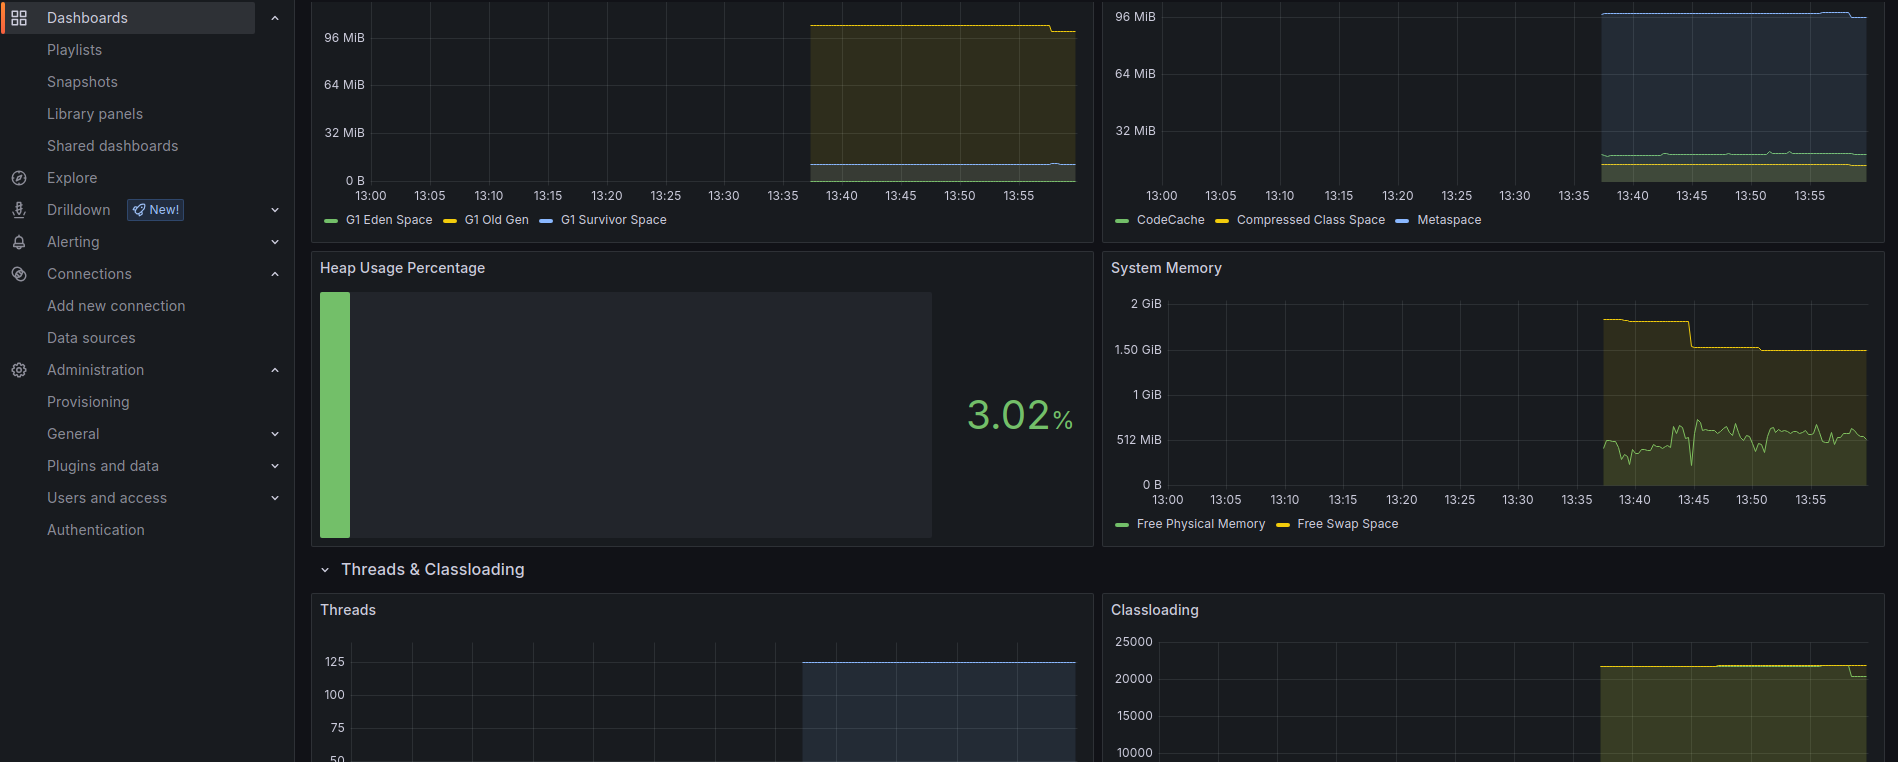 Dashboards
Playlists
Snapshots
Library panels
Shared dashboards
Explore
Drilldown New!
Alerting
Connections
Add new connection
Data sources
Administration
Provisioning
General
Plugins and data
Users and access
Authentication
96 MiB
64 MiB
32 MiB
0 B
13:00 13:05 13:10 13:15 13:20 13:25 13:30 13:35 13:40 13:45 13:50 13:55
G1 Eden Space G1 Old Gen G1 Survivor Space
96 MiB
64 MiB
32 MiB
13:00 13:05 13:10 13:15 13:20 13:25 13:30 13:35 13:40 13:45 13:50 13:55
CodeCache Compressed Class Space Metaspace
Heap Usage Percentage
3.02%
System Memory
2 GiB
1.50 GiB
1 GiB
512 MiB
0 B
13:00 13:05 13:10 13:15 13:20 13:25 13:30 13:35 13:40 13:45 13:50 13:55
Free Physical Memory Free Swap Space
Threads & Classloading
Threads
125
100
75
50
Classloading
25000
20000
15000
10000